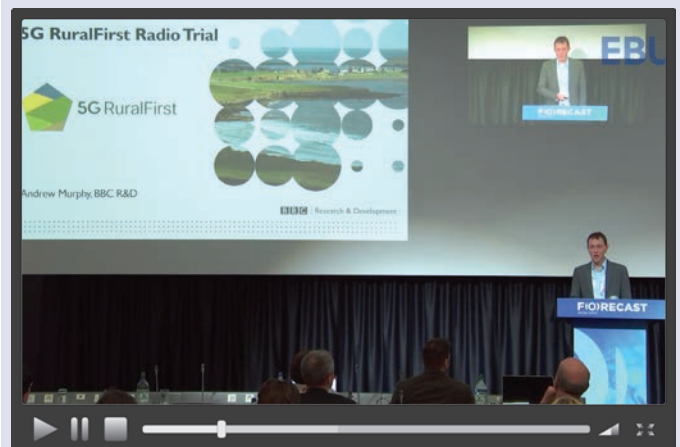 5G RuralFirst Radio Trial
5G RuralFirst
Andrew Murphy, BBC R&D
BBC | Research & Development
EBU
FORECAST
FORECAST